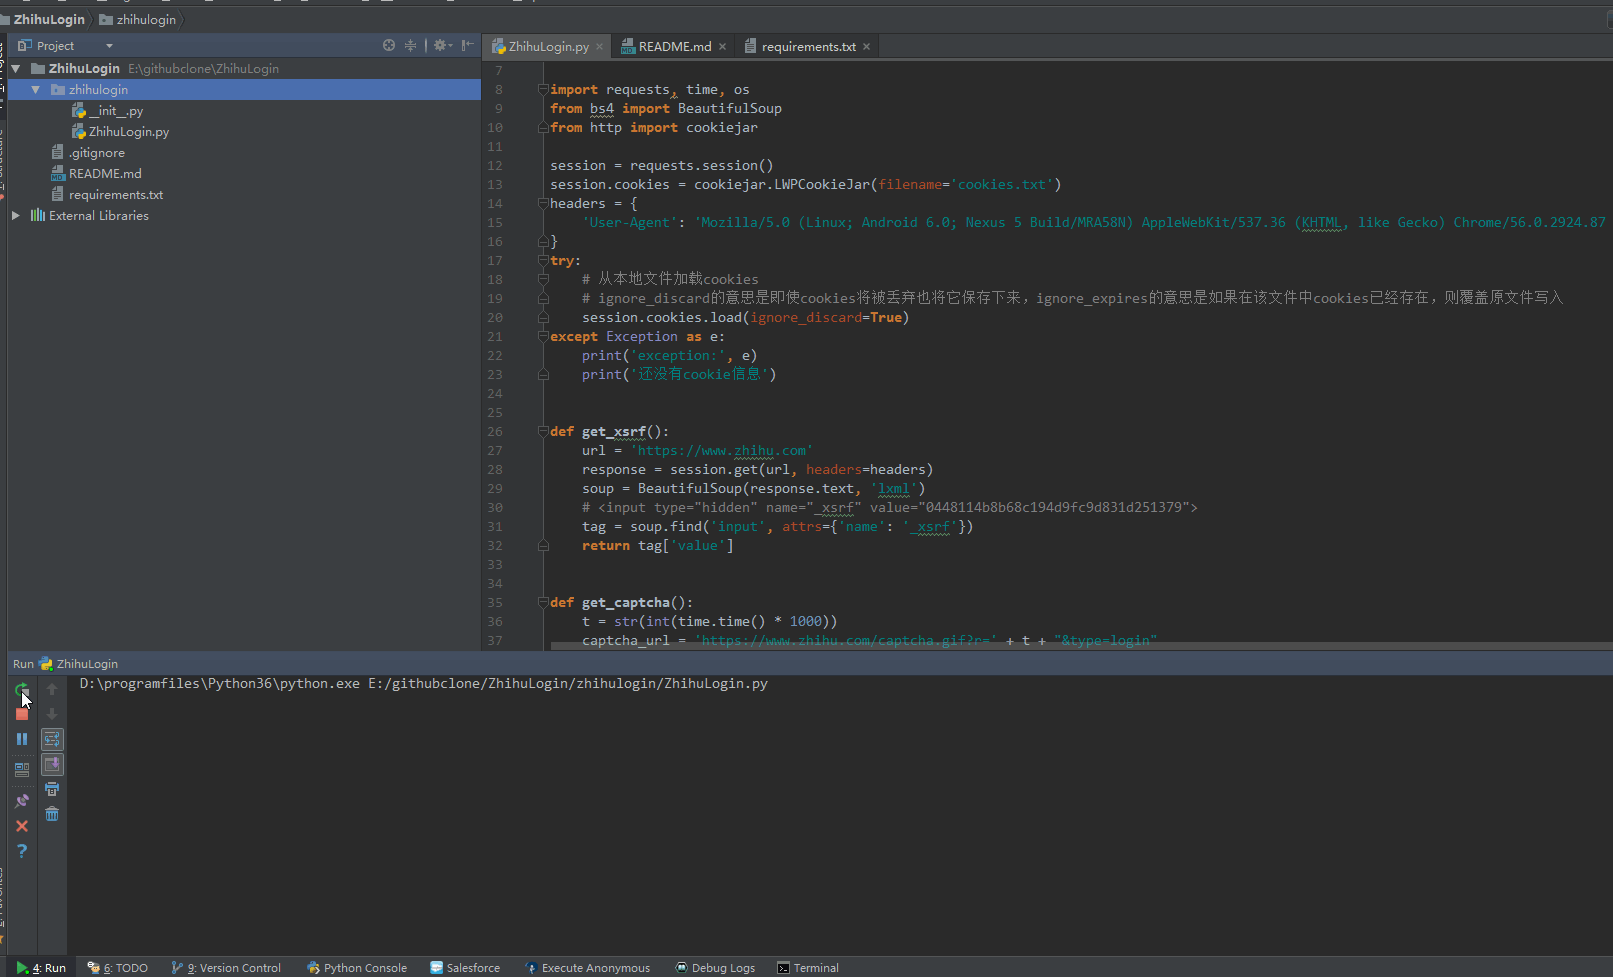 ZhihuLogin zhihulogin
Project
ZhihuLogin.py README.md requirements.txt
ZhihuLogin E:\githubclone\ZhihuLogin
zhihulogin
__init__.py
ZhihuLogin.py
.gitignore
README.md
requirements.txt
External Libraries
7
8 import requests, time, os
9 from bs4 import BeautifulSoup
10 from http import cookiejar
11
12 session = requests.session()
13 session.cookies = cookiejar.LWPCookieJar(filename='cookies.txt')
14 headers = {
15 'User-Agent': 'Mozilla/5.0 (Linux; Android 6.0; Nexus 5 Build/MRA58N) AppleWebKit/537.36 (KHTML, like Gecko) Chrome/56.0.2924.87
16 }
17 try:
18 # 从本地文件加载cookies
19 # ignore_discard的意思是即使cookies将被丢弃也将它保存下来，ignore_expires的意思是如果在该文件中cookies已经存在，则覆盖原文件写入
20 session.cookies.load(ignore_discard=True)
21 except Exception as e:
22 print('exception:', e)
23 print('还没有cookie信息')
24
25
26 def get_xsrf():
27 url = 'https://www.zhihu.com'
28 response = session.get(url, headers=headers)
29 soup = BeautifulSoup(response.text, 'lxml')
30 # <input type="hidden" name="_xsrf" value="0448114b8b68c194d9fc9d831d251379">
31 tag = soup.find('input', attrs={'name': '_xsrf'})
32 return tag['value']
33
34
35 def get_captcha():
36 t = str(int(time.time() * 1000))
37 captcha_url = 'https://www.zhihu.com/captcha.gif?r=' + t + "&type=login"
Run ZhihuLogin
D:\programfiles\Python36\python.exe E:/githubclone/ZhihuLogin/zhihulogin/ZhihuLogin.py
4: Run 6: TODO 9: Version Control Python Console Salesforce Execute Anonymous Debug Logs Terminal